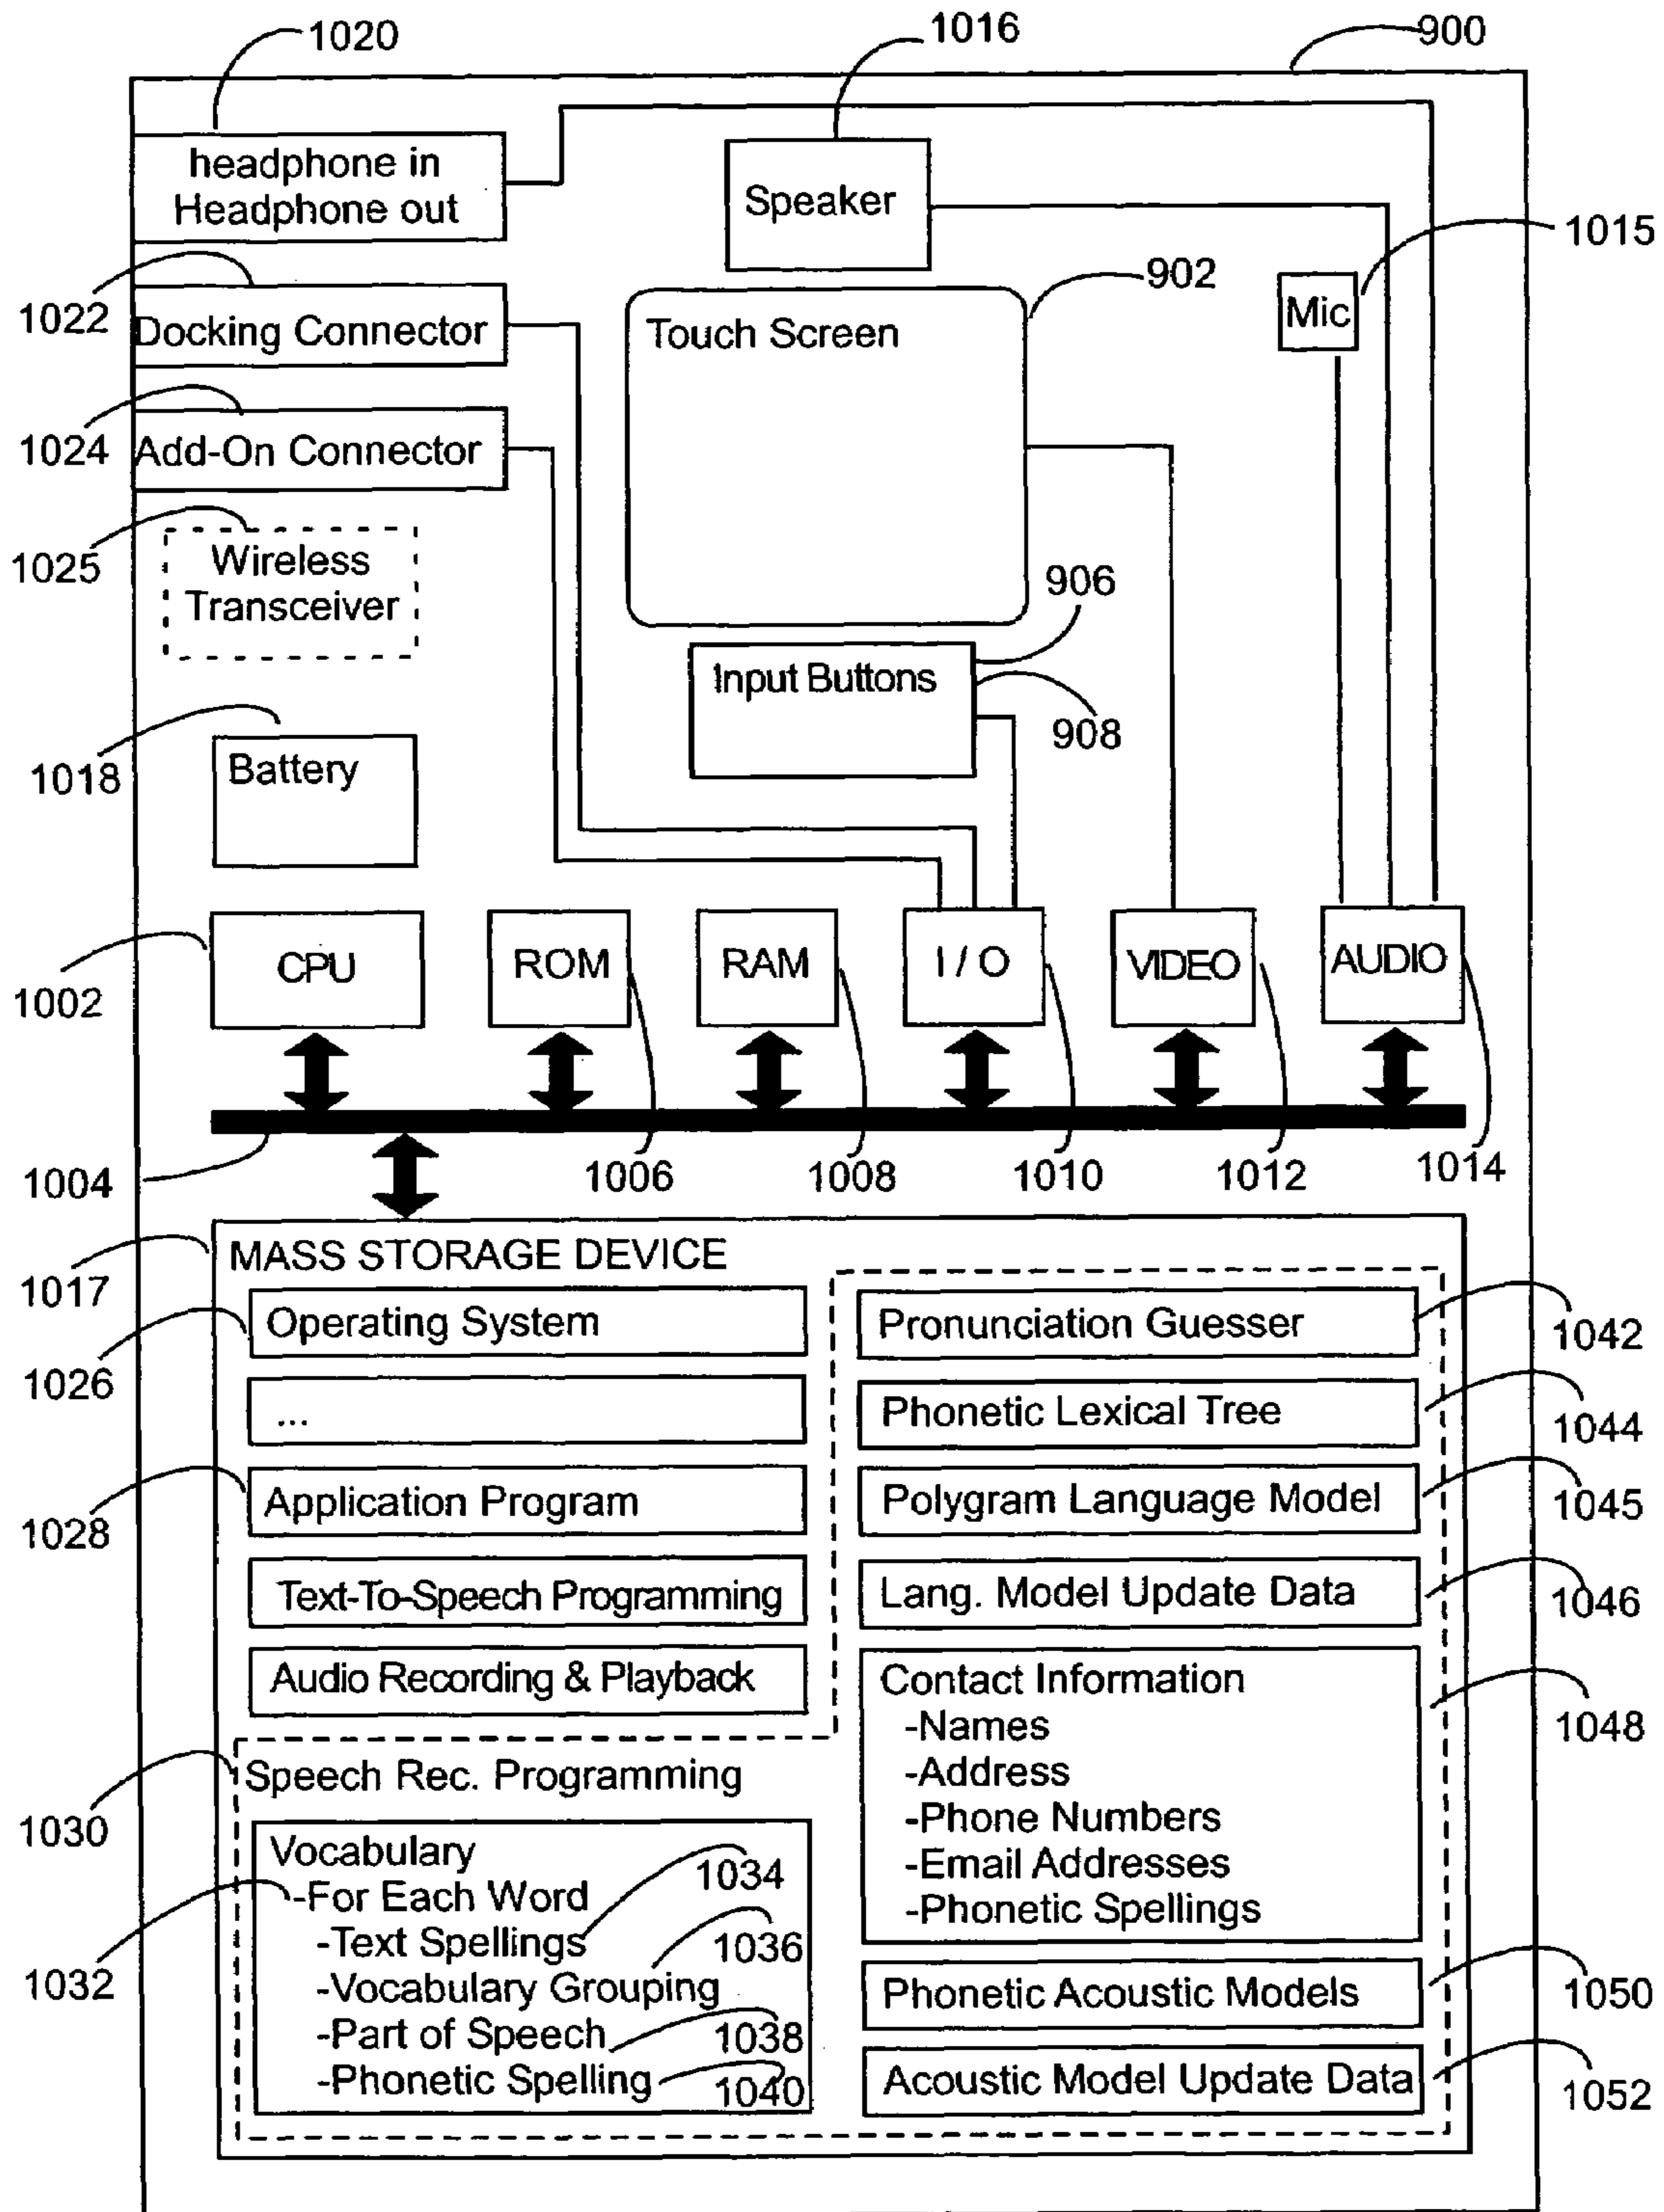 1020
1016
900
headphone in
Headphone out
Speaker
1015
1022
Docking Connector
Touch Screen
902
Mic
1024
Add-On Connector
1025
Wireless
Transceiver
906
Input Buttons
908
1018
Battery
1002
CPU
ROM
RAM
I / O
VIDEO
AUDIO
1004
1006
1008
1010
1012
1014
1017
MASS STORAGE DEVICE
1026
Operating System
...
1028
Application Program
Text-To-Speech Programming
Audio Recording & Playback
1030
Speech Rec. Programming
Vocabulary
1032
-For Each Word
1034
-Text Spellings
1036
-Vocabulary Grouping
-Part of Speech
1038
-Phonetic Spelling
1040
Pronunciation Guesser
1042
Phonetic Lexical Tree
1044
Polygram Language Model
1045
Lang. Model Update Data
1046
Contact Information
-Names
1048
-Address
-Phone Numbers
-Email Addresses
-Phonetic Spellings
Phonetic Acoustic Models
1050
Acoustic Model Update Data
1052